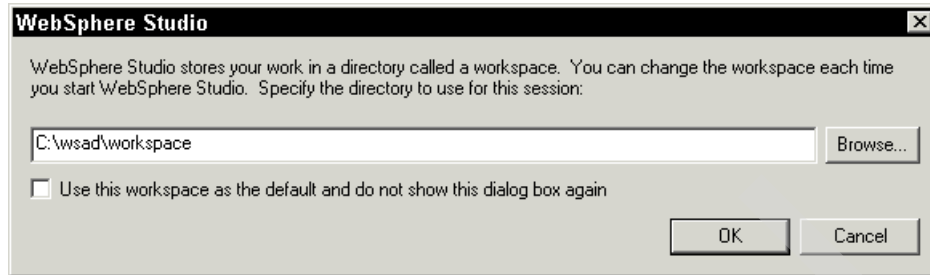 WebSphere Studio
WebSphere Studio stores your work in a directory called a workspace. You can change the workspace each time
you start WebSphere Studio. Specify the directory to use for this session:
C:\wsad\workspace
Browse...
Use this workspace as the default and do not show this dialog box again
OK
Cancel